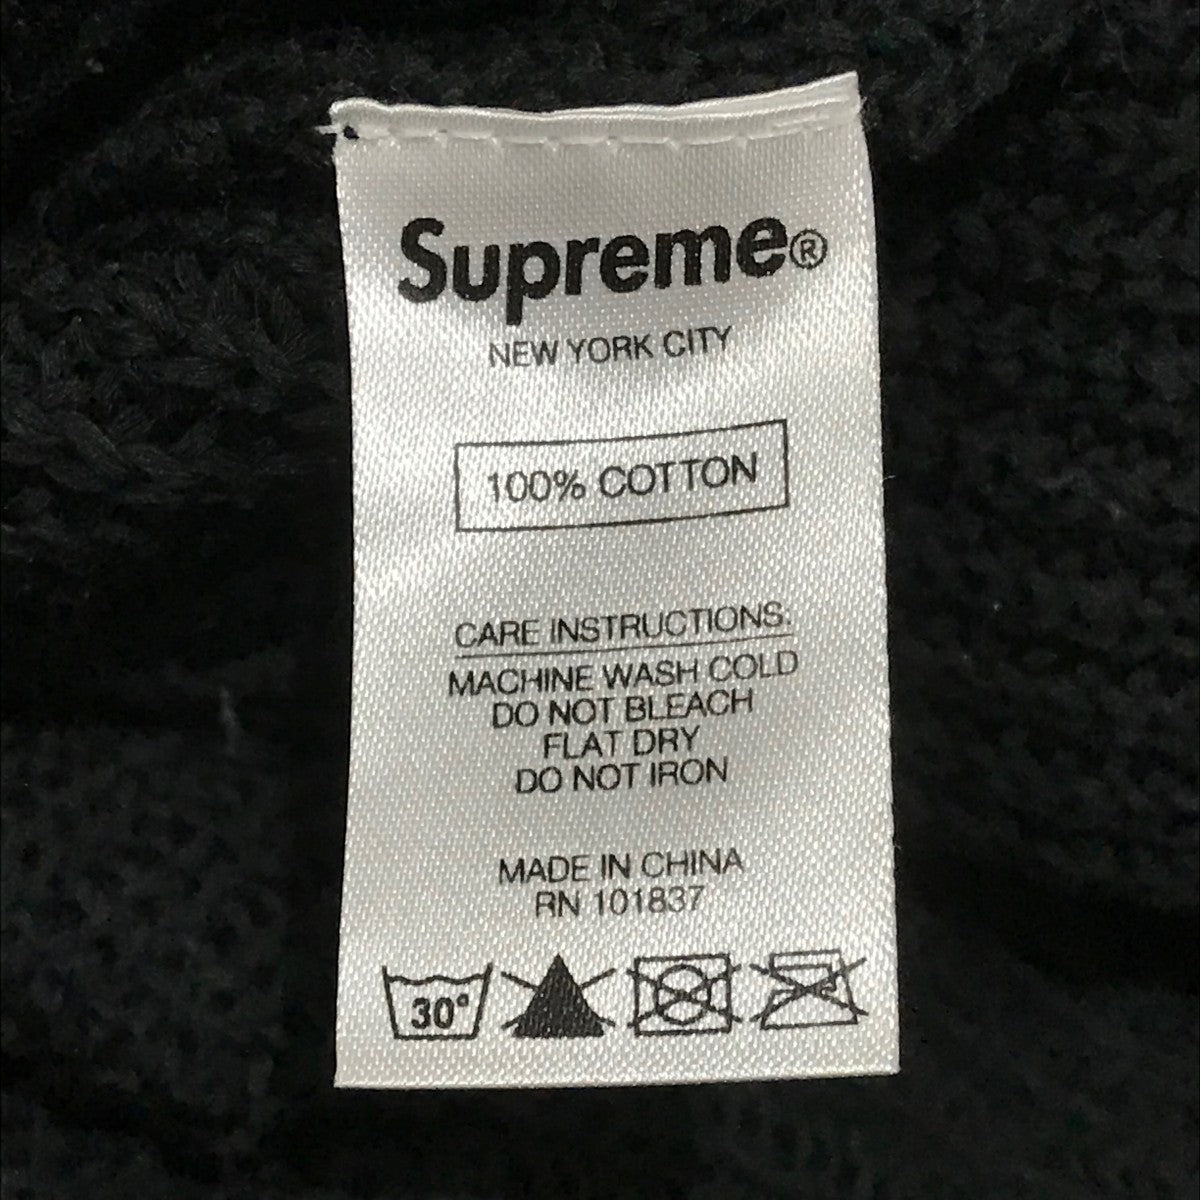 Supreme®
NEW YORK CITY
100% COTTON
CARE INSTRUCTIONS:
MACHINE WASH COLD
DO NOT BLEACH
FLAT DRY
DO NOT IRON
MADE IN CHINA
RN 101837
30°